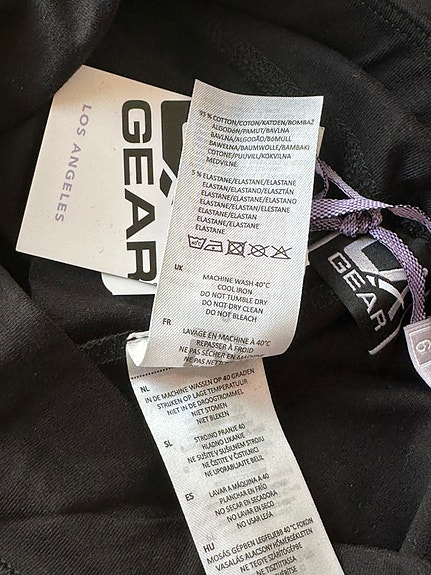 LOS ANGELES
GEAR
95 % COTTON/COTON/KATOEN/BOMBAŽ
ALGODÓN/PAMUT/BAVLNA
BAVLNA/ALGODÃO/BOMULL
BAWEŁNA/BAUMWOLLE/BAMBAKI
COTONE/PUUVILL/KOKVILNA
MEDVILNĖ
5 % ELASTANE/ELASTANE/ELASTANE
ELASTAN/ELASTANO/ELASZTÁN
ELASTAN/ELASTANE/ELASTANO
ELASTAN/ELASTAN/ELESTANE
ELASTANE/ELASTAN
ELASTANE/ELASTANE
ELASTANE
UK
MACHINE WASH 40°C
COOL IRON
DO NOT TUMBLE DRY
DO NOT DRY CLEAN
DO NOT BLEACH
FR
LAVAGE EN MACHINE À 40°C
REPASSER À FROID
NE PAS SÉCHER EN
NE PAS
NL
IN DE MACHINE WASSEN OP 40 GRADEN
STRIJKEN OP LAGE TEMPERATUUR
NIET IN DE DROOGTROMMEL
NIET STOMEN
NIET BLEKEN
SL
STROJNO PRANJE 40
HLADNO LIKANJE
NE SUŠITE V SUŠILNEM STROJU
NE ČISTITE V ČISTILNICI
NE UPORABLJAJTE BELIL
ES
LAVAR A MÁQUINA A 40
PLANCHAR EN FRÍO
NO SECAR EN SECADORA
NO LAVAR EN SECO
NO USAR LEJÍA
HU
MOSÁS GÉPBEN LEGFELJEBB 40 °C FOKON
VASALÁS ALACSONY HŐMÉRSÉKLETEN
NE TEGYE SZÁRÍTÓGÉPBE
GEAR